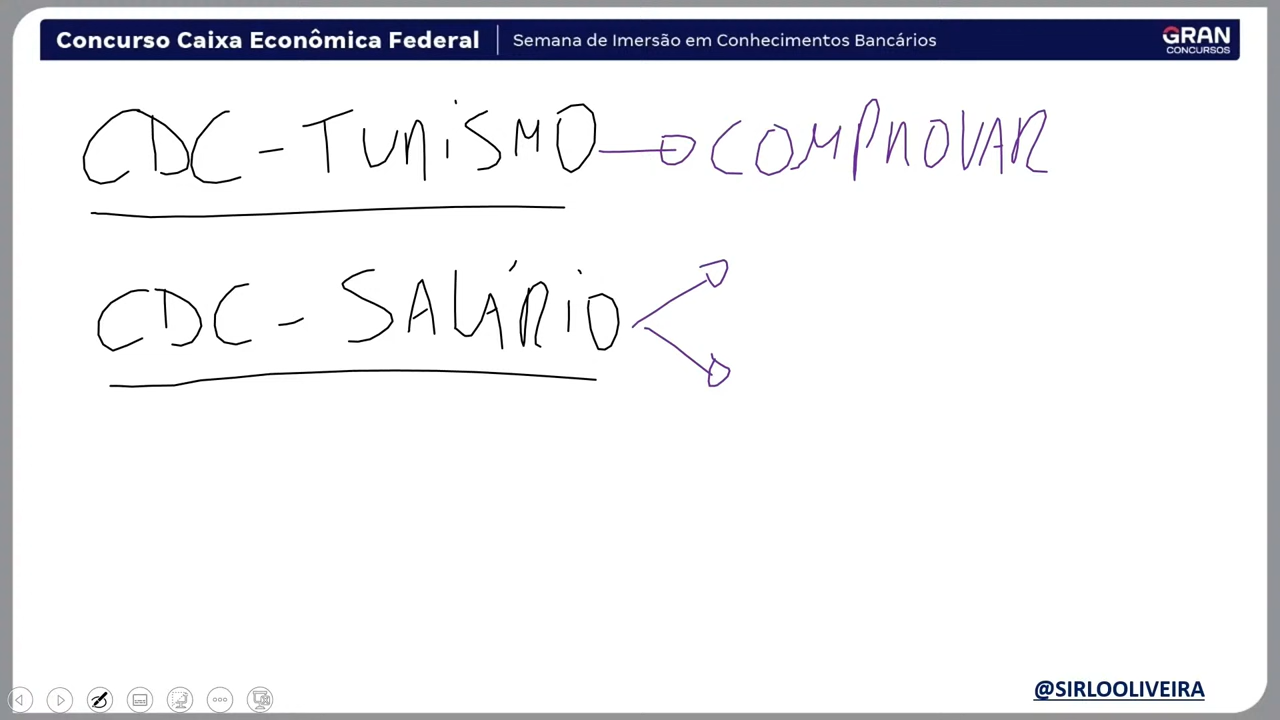 Concurso Caixa Econômica Federal | Semana de Imersão em Conhecimentos Bancários
GRAN CONCURSOS
CDC - TURISMO → COMPROVAR
CDC - SALÁRIO
@SIRLOOLIVEIRA